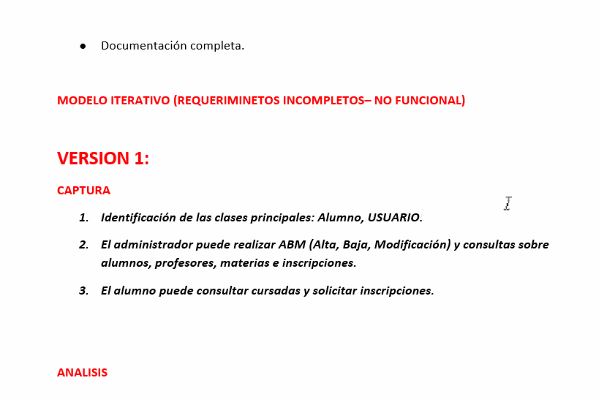 ● Documentación completa.
MODELO ITERATIVO (REQUERIMINETOS INCOMPLETOS– NO FUNCIONAL)
VERSION 1:
CAPTURA
1. Identificación de las clases principales: Alumno, USUARIO.
2. El administrador puede realizar ABM (Alta, Baja, Modificación) y consultas sobre
alumnos, profesores, materias e inscripciones.
3. El alumno puede consultar cursadas y solicitar inscripciones.
ANALISIS